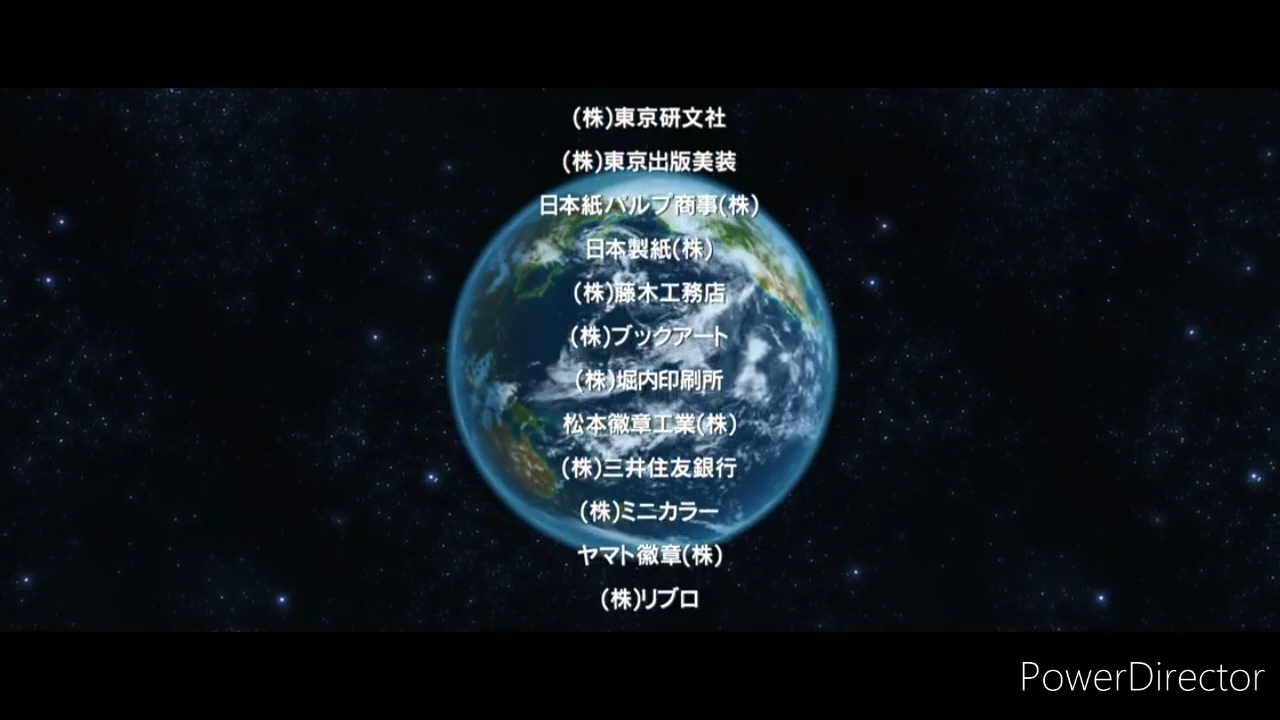 (株)東京研文社
(株)東京出版美装
日本紙パルプ商事(株)
日本製紙(株)
(株)藤木工務店
(株)ブックアート
(株)堀内印刷所
松本徽章工業(株)
(株)三井住友銀行
(株)ミニカラー
ヤマト徽章(株)
(株)リブロ
PowerDirector